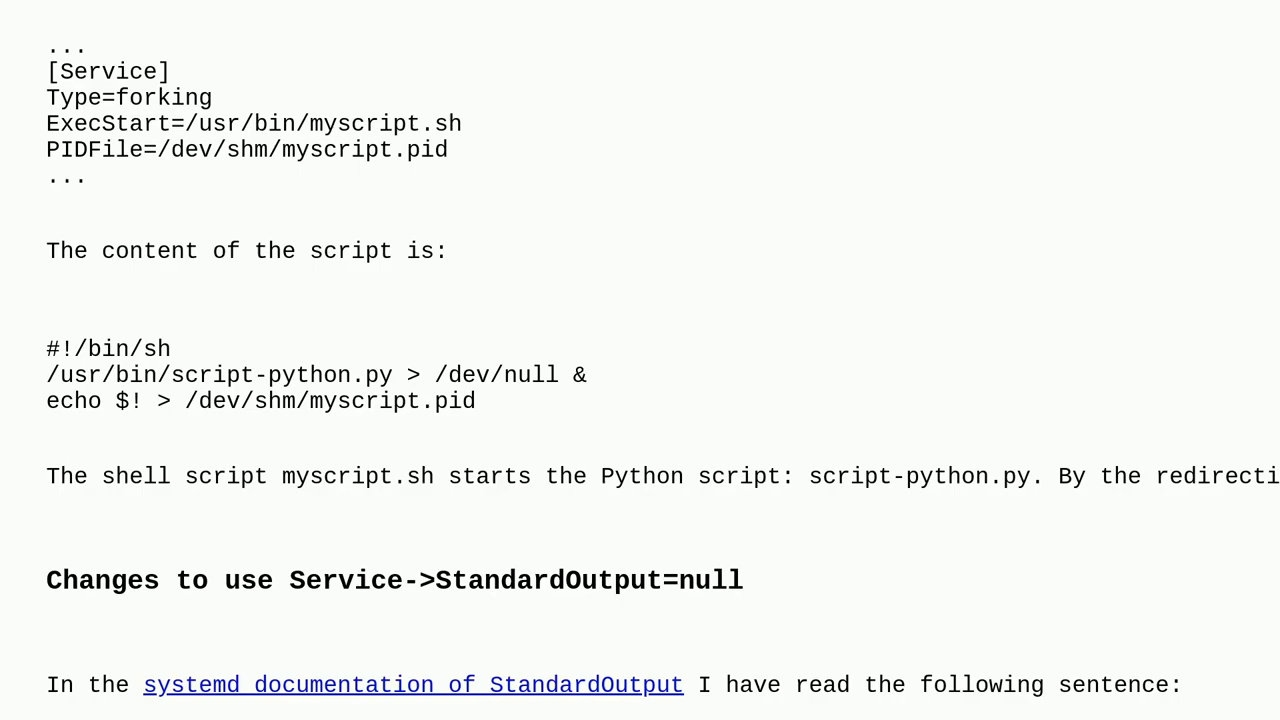 ...
[Service]
Type=forking
ExecStart=/usr/bin/myscript.sh
PIDFile=/dev/shm/myscript.pid
...
The content of the script is:
#!/bin/sh
/usr/bin/script-python.py > /dev/null &
echo $! > /dev/shm/myscript.pid
The shell script myscript.sh starts the Python script: script-python.py. By the redirecti
Changes to use Service->StandardOutput=null
In the systemd documentation of StandardOutput I have read the following sentence: